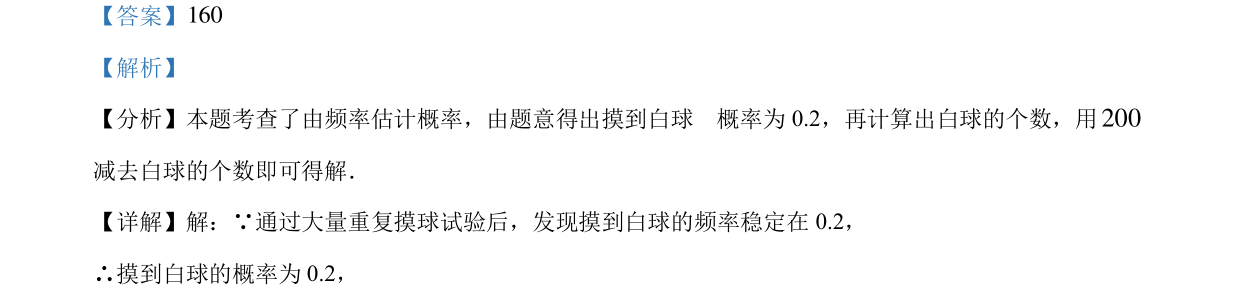 【答案】160
【解析】
【分析】本题考查了由频率估计概率，由题意得出摸到白球 概率为 0.2，再计算出白球的个数，用200
减去白球的个数即可得解．
【详解】解：∵通过大量重复摸球试验后，发现摸到白球的频率稳定在 0.2，
∴摸到白球的概率为 0.2，